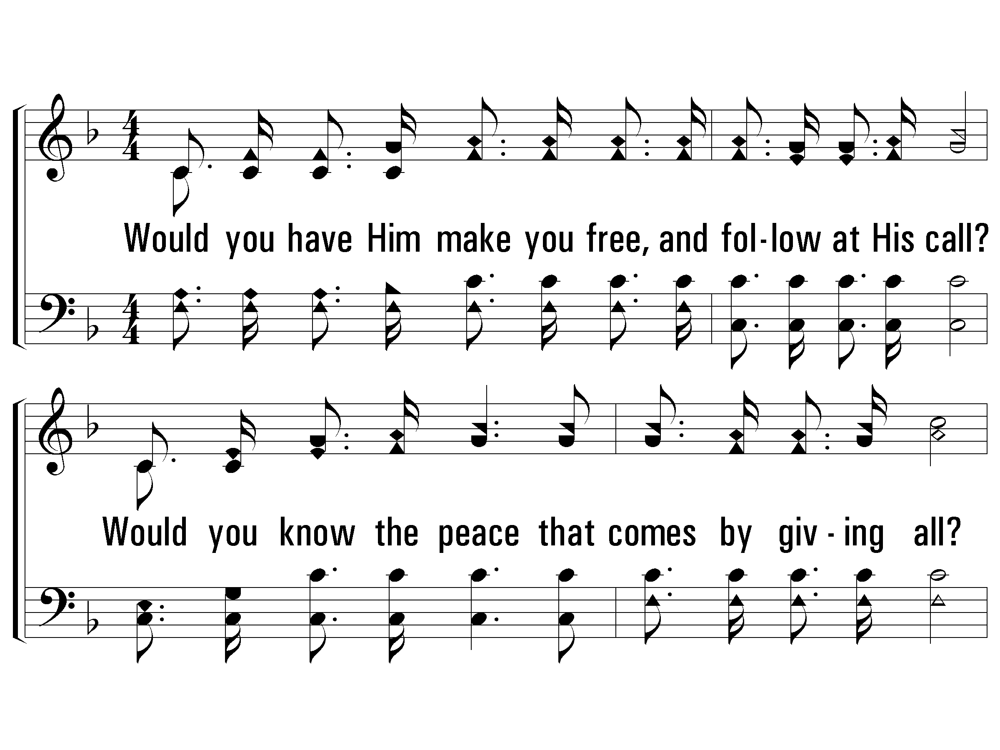 Would you have Him make you free, and fol-low at His call?
Would you know the peace that comes by giv-ing all?